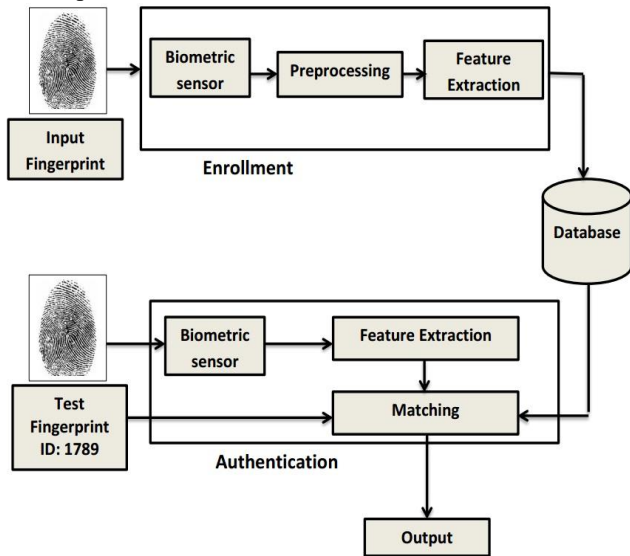 Biometric
sensor
Preprocessing
Feature
Extraction
Input
Fingerprint
Enrollment
Database
Biometric
sensor
Feature Extraction
Test
Fingerprint
ID: 1789
Matching
Authentication
Output